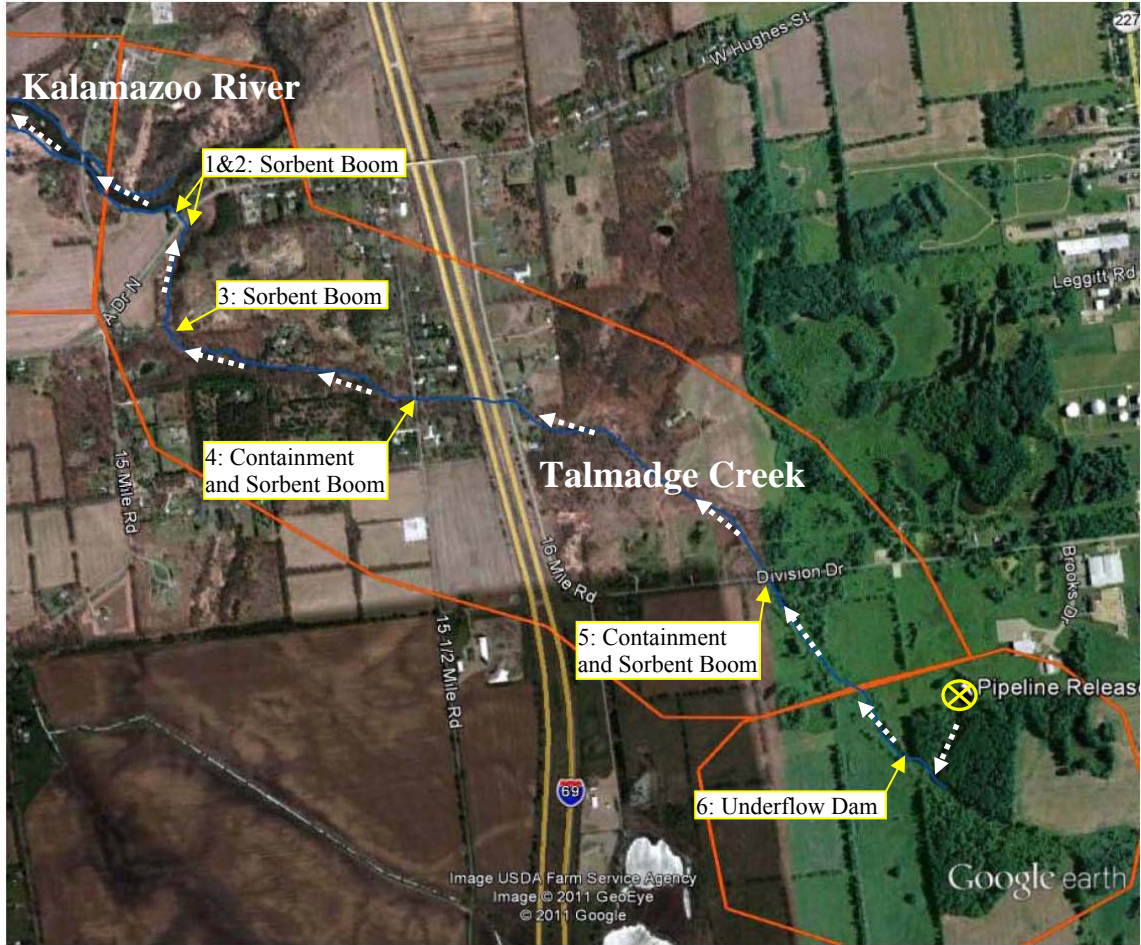 227
W Hughes St
Kalamazoo River
1&2: Sorbent Boom
Leggitt Rd
A Dr N
3: Sorbent Boom
4: Containment
and Sorbent Boom
Talmadge Creek
15 Mile Rd
16 Mile Rd
Division Dr
Brooks Dr
5: Containment
and Sorbent Boom
15 1/2 Mile Rd
Pipeline Release
69
6: Underflow Dam
Image USDA Farm Service Agency
Image © 2011 GeoEye
© 2011 Google
Google earth